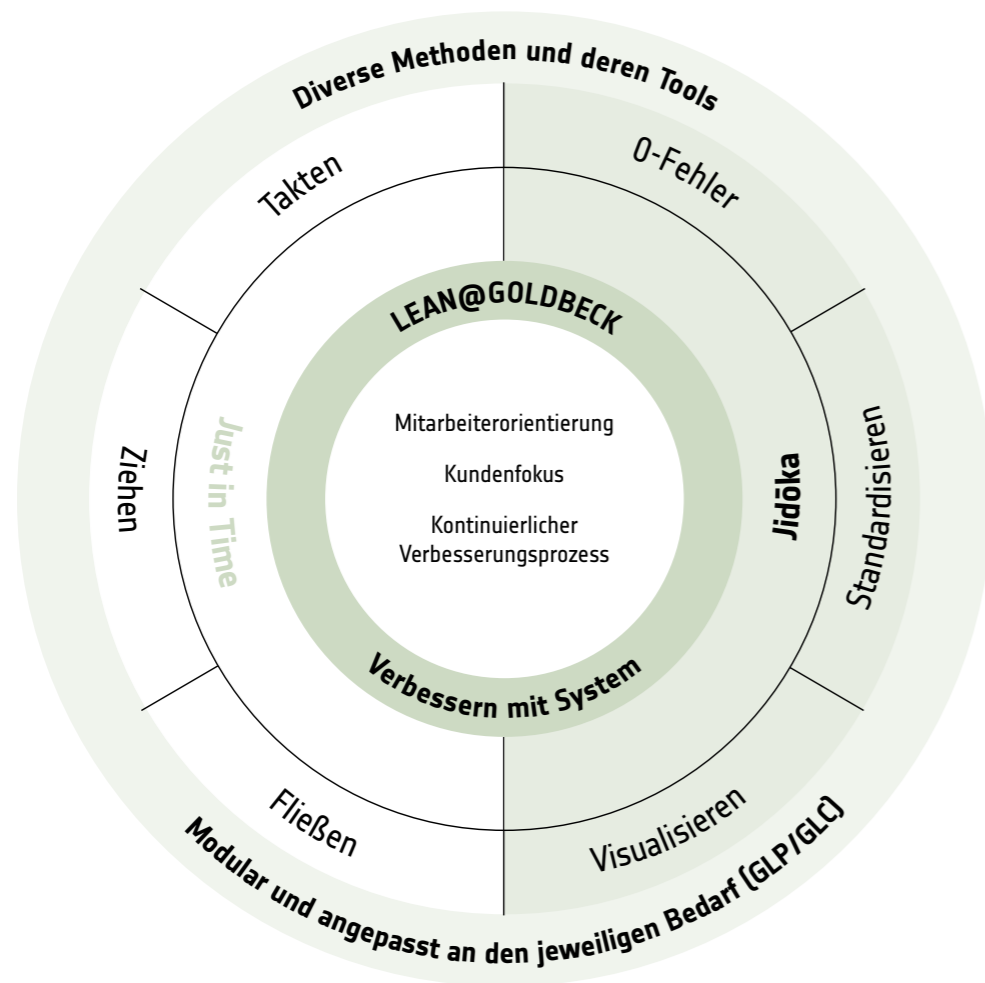 Diverse Methoden und deren Tools
Takten
0-Fehler
LEAN@GOLDBECK
Mitarbeiterorientierung
Kundenfokus
Kontinuierlicher
Verbesserungsprozess
Ziehen
Just in Time
Jidōka
Standardisieren
Verbessern mit System
Fließen
Visualisieren
Modular und angepasst an den jeweiligen Bedarf (GLP/GLC)